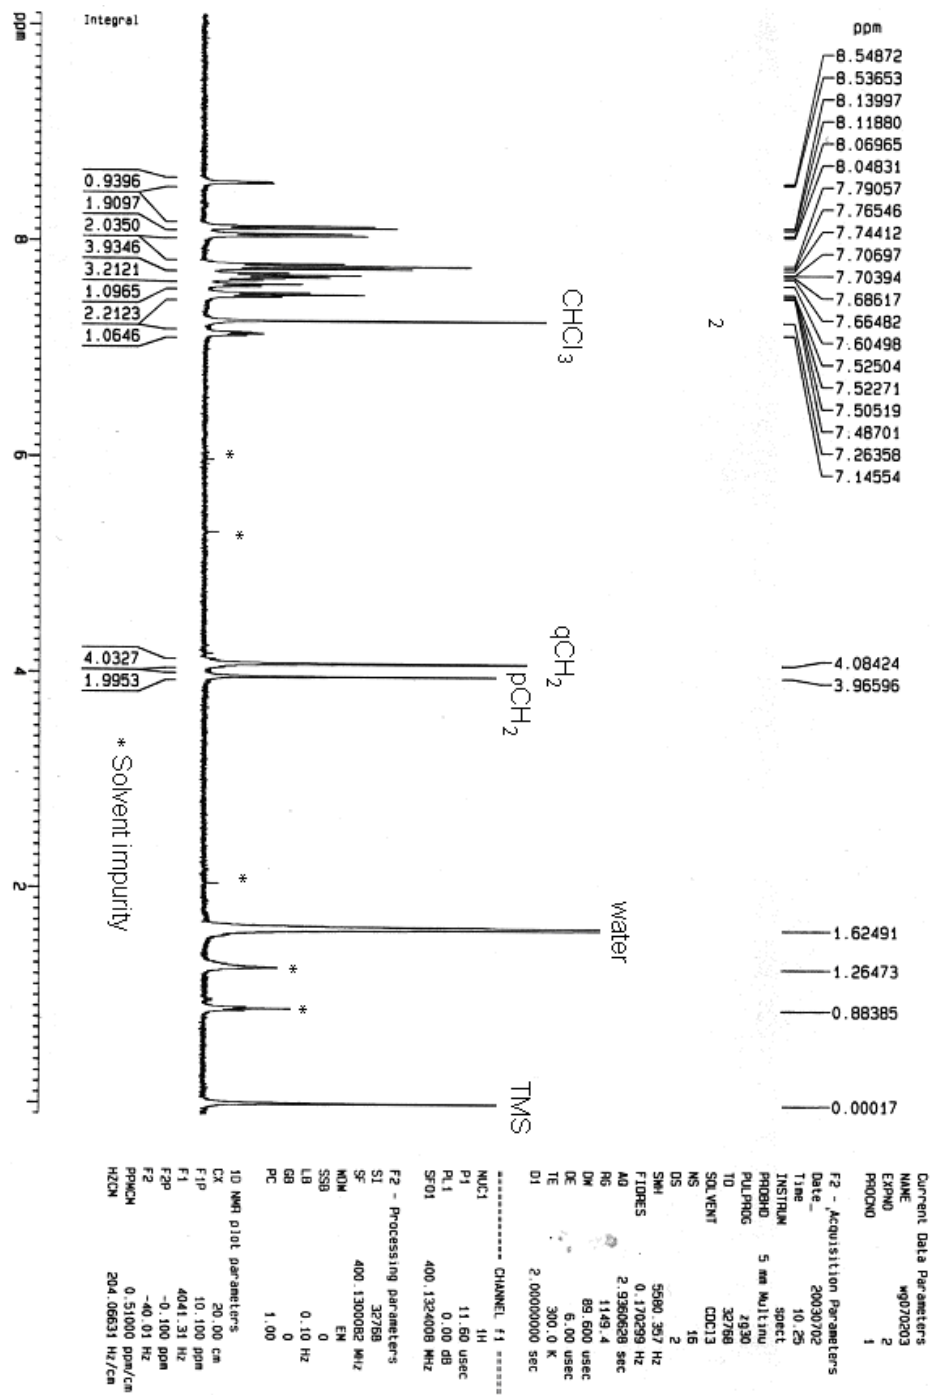 Integral
ppm
8.54872
8.53653
8.13997
8.11880
8.06965
8.04831
7.79057
7.76546
7.74412
7.70697
7.70394
7.68617
7.66482
7.60498
7.52504
7.52271
7.50519
7.48701
7.26358
7.14554
4.08424
3.96596
1.62491
1.26473
0.88385
0.00017
0.9396
1.9097
2.0350
3.9346
3.2121
1.0965
2.2123
1.0646
4.0327
1.9953
ppm
8
6
4
2
CHCl3
2
*
*
qCH2
pCH2
* Solvent impurity
*
water
*
*
TMS
Current Data Parameters
NAME wg070203
EXPNO 2
PROCNO 1
F2 - Acquisition Parameters
Date_ 20030702
Time 10.25
INSTRUM spect
PROBHD 5 mm Multinu
PULPROG zg30
TD 32768
SOLVENT CDCl3
NS 16
DS 2
SWH 5580.357 Hz
FIDRES 0.170299 Hz
AQ 2.9360628 sec
RG 1149.4
DW 89.600 usec
DE 6.00 usec
TE 300.0 K
D1 2.00000000 sec
======== CHANNEL f1 ========
NUC1 1H
P1 11.60 usec
PL1 0.00 dB
SFO1 400.1324008 MHz
F2 - Processing parameters
SI 32768
SF 400.1300082 MHz
WDW EM
SSB 0
LB 0.10 Hz
GB 0
PC 1.00
1D NMR plot parameters
CX 20.00 cm
F1P 10.100 ppm
F1 4041.31 Hz
F2P -0.100 ppm
F2 -40.01 Hz
PPMCM 0.51000 ppm/cm
HZCM 204.06631 Hz/cm